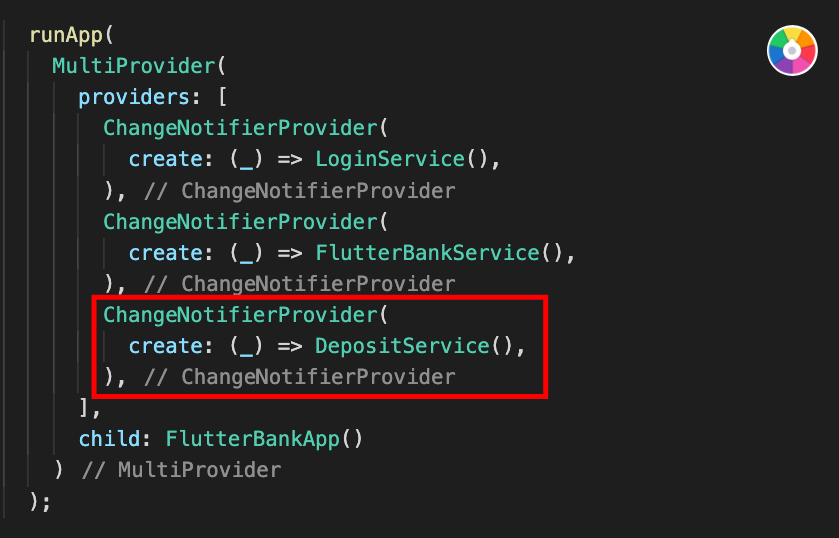 runApp(
MultiProvider(
providers: [
ChangeNotifierProvider(
create: (_) => LoginService(),
), // ChangeNotifierProvider
ChangeNotifierProvider(
create: (_) => FlutterBankService(),
), // ChangeNotifierProvider
ChangeNotifierProvider(
create: (_) => DepositService(),
), // ChangeNotifierProvider
],
child: FlutterBankApp()
) // MultiProvider
);